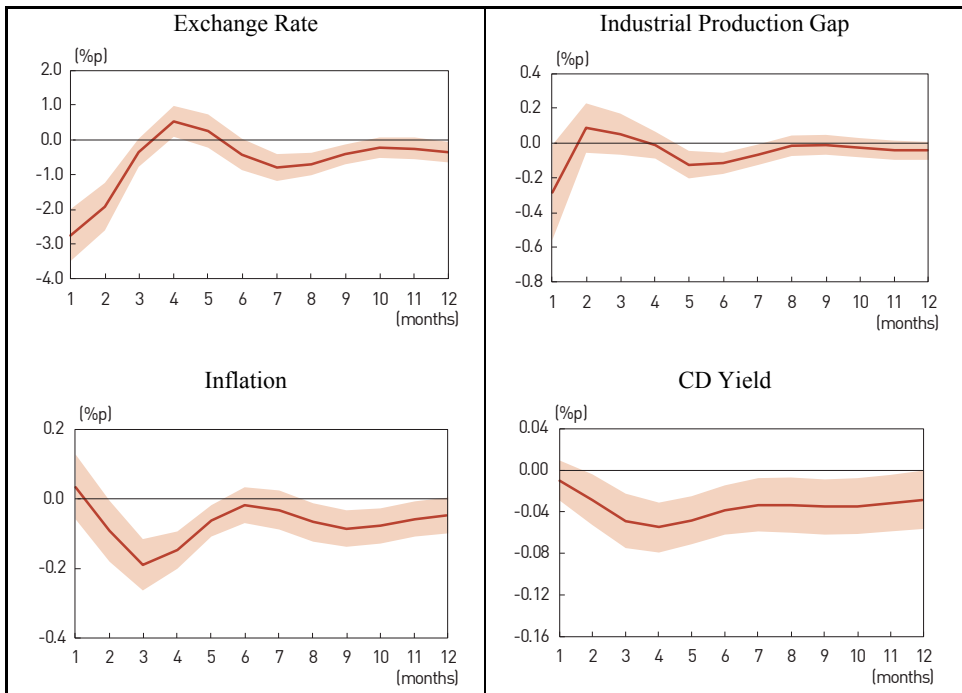 Exchange Rate
(%p)
2.0
1.0
0.0
-1.0
-2.0
-3.0
-4.0
1 2 3 4 5 6 7 8 9 10 11 12
(months)
Industrial Production Gap
(%p)
0.4
0.2
0.0
-0.2
-0.4
-0.6
-0.8
1 2 3 4 5 6 7 8 9 10 11 12
(months)
Inflation
(%p)
0.2
0.0
-0.2
-0.4
1 2 3 4 5 6 7 8 9 10 11 12
(months)
CD Yield
(%p)
0.04
0.00
-0.04
-0.08
-0.16
1 2 3 4 5 6 7 8 9 10 11 12
(months)